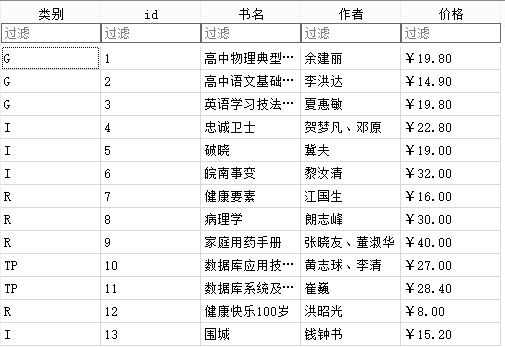 类别 id 书名 作者 价格
过滤 过滤 过滤 过滤 过滤
G 1 高中物理典型… 余建丽 ￥19.80
G 2 高中语文基础… 李洪达 ￥14.90
G 3 英语学习技法… 夏惠敏 ￥19.80
I 4 忠诚卫士 贺梦凡、邓原 ￥22.80
I 5 破晓 冀夫 ￥19.00
I 6 皖南事变 黎汝清 ￥32.00
R 7 健康要素 江国生 ￥16.00
R 8 病理学 朗志峰 ￥30.00
R 9 家庭用药手册 张晓友、董淑华 ￥40.00
TP 10 数据库应用技… 黄志球、李清 ￥27.00
TP 11 数据库系统及… 崔巍 ￥28.40
R 12 健康快乐100岁 洪昭光 ￥8.00
I 13 围城 钱钟书 ￥15.20